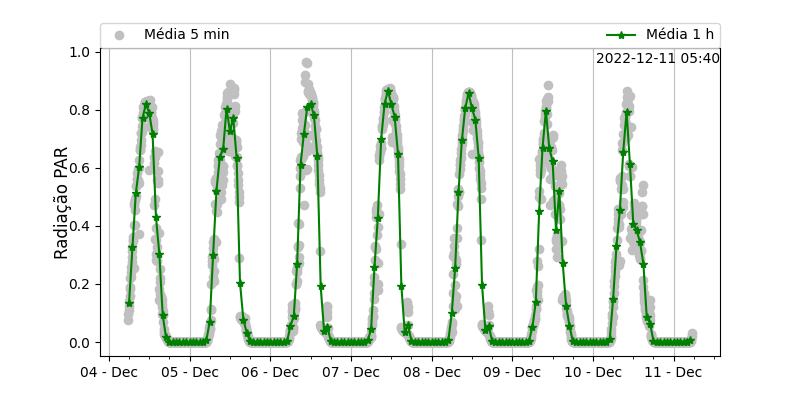 Média 5 min
Média 1 h
2022-12-11 05:40
Radiação PAR
1.0
0.8
0.6
0.4
0.2
0.0
04 - Dec
05 - Dec
06 - Dec
07 - Dec
08 - Dec
09 - Dec
10 - Dec
11 - Dec